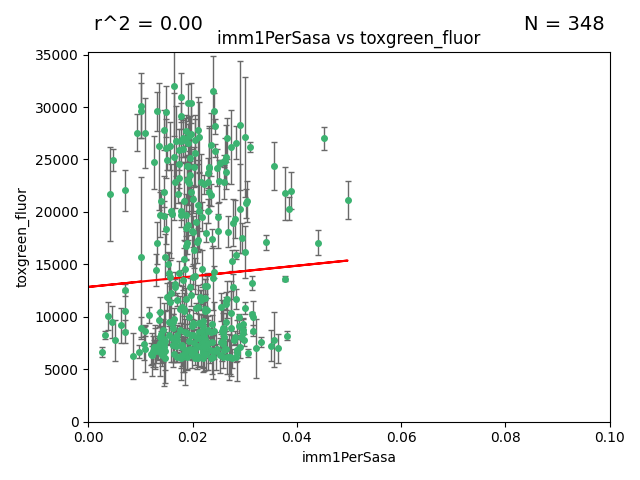 r^2 = 0.00
N = 348
imm1PerSasa vs toxgreen_fluor
35000
30000
25000
20000
15000
10000
5000
0
toxgreen_fluor
0.00 0.02 0.04 0.06 0.08 0.10
imm1PerSasa